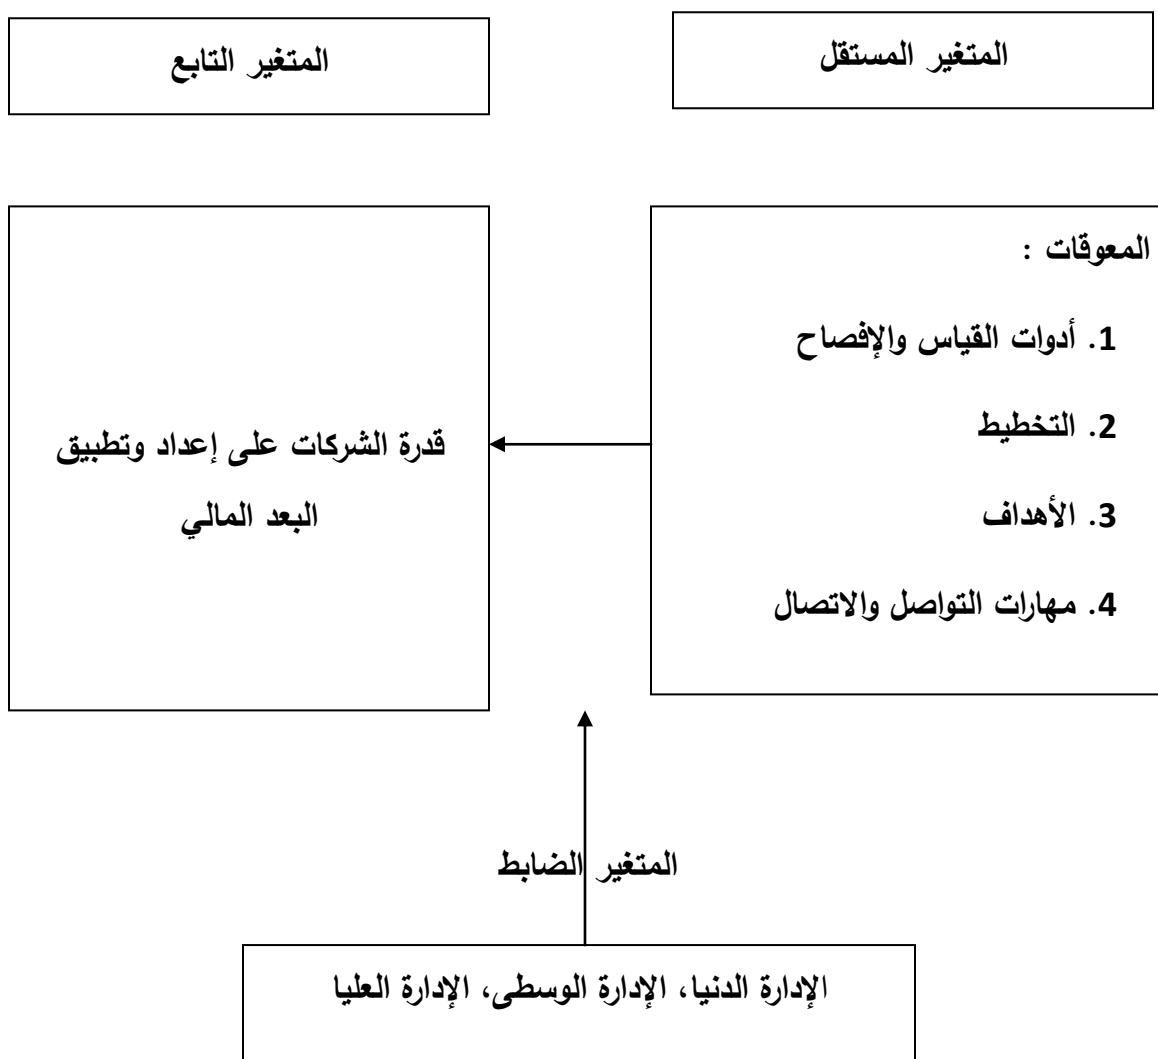 المتغير المستقل
المتغير التابع
المعوقات :
1. أدوات القياس والإفصاح
2. التخطيط
3. الأهداف
4. مهارات التواصل والاتصال
قدرة الشركات على إعداد وتطبيق
البعد المالي
المتغير الضابط
الإدارة الدنيا، الإدارة الوسطى، الإدارة العليا